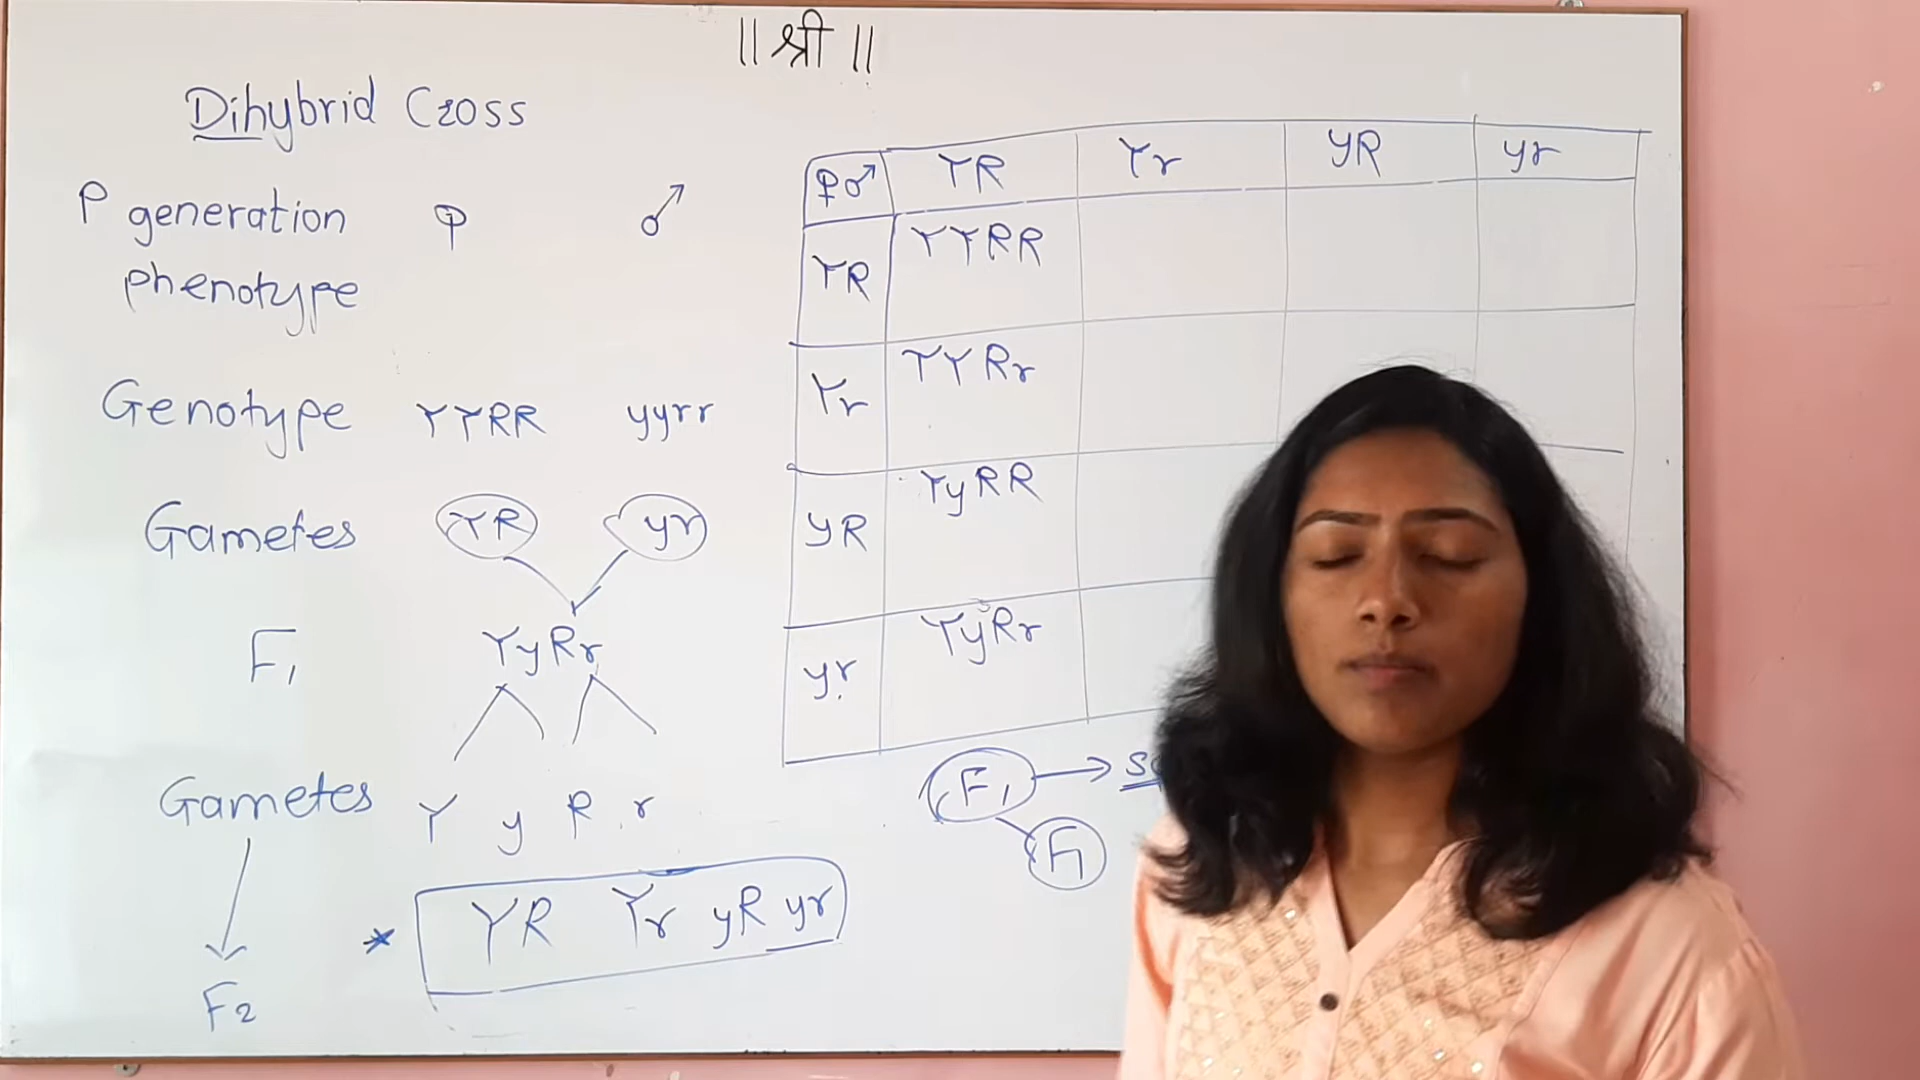 || श्री ||
Dihybrid Cross
P generation ♀ ♂
phenotype
Genotype YYRR yyrr
Gametes YR yr
F1 YyRr
Gametes Y y R r
* YR Yr yR yr
F2
♀♂ YR Yr yR yr
YR YYRR
Yr YYRr
yR YyRR
yr YyRr
F1 →
F1